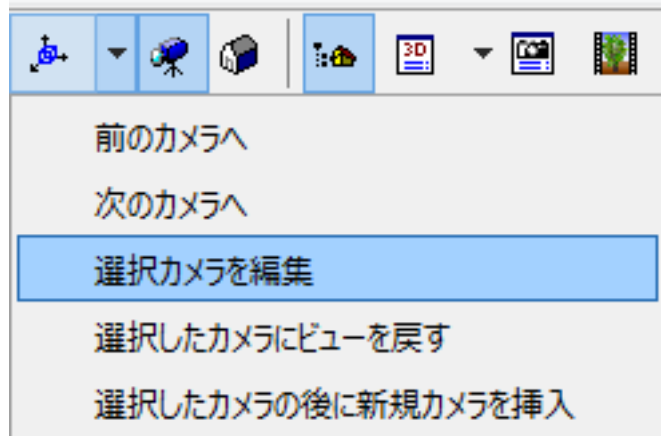 3D
前のカメラへ
次のカメラへ
選択カメラを編集
選択したカメラにビューを戻す
選択したカメラの後に新規カメラを挿入